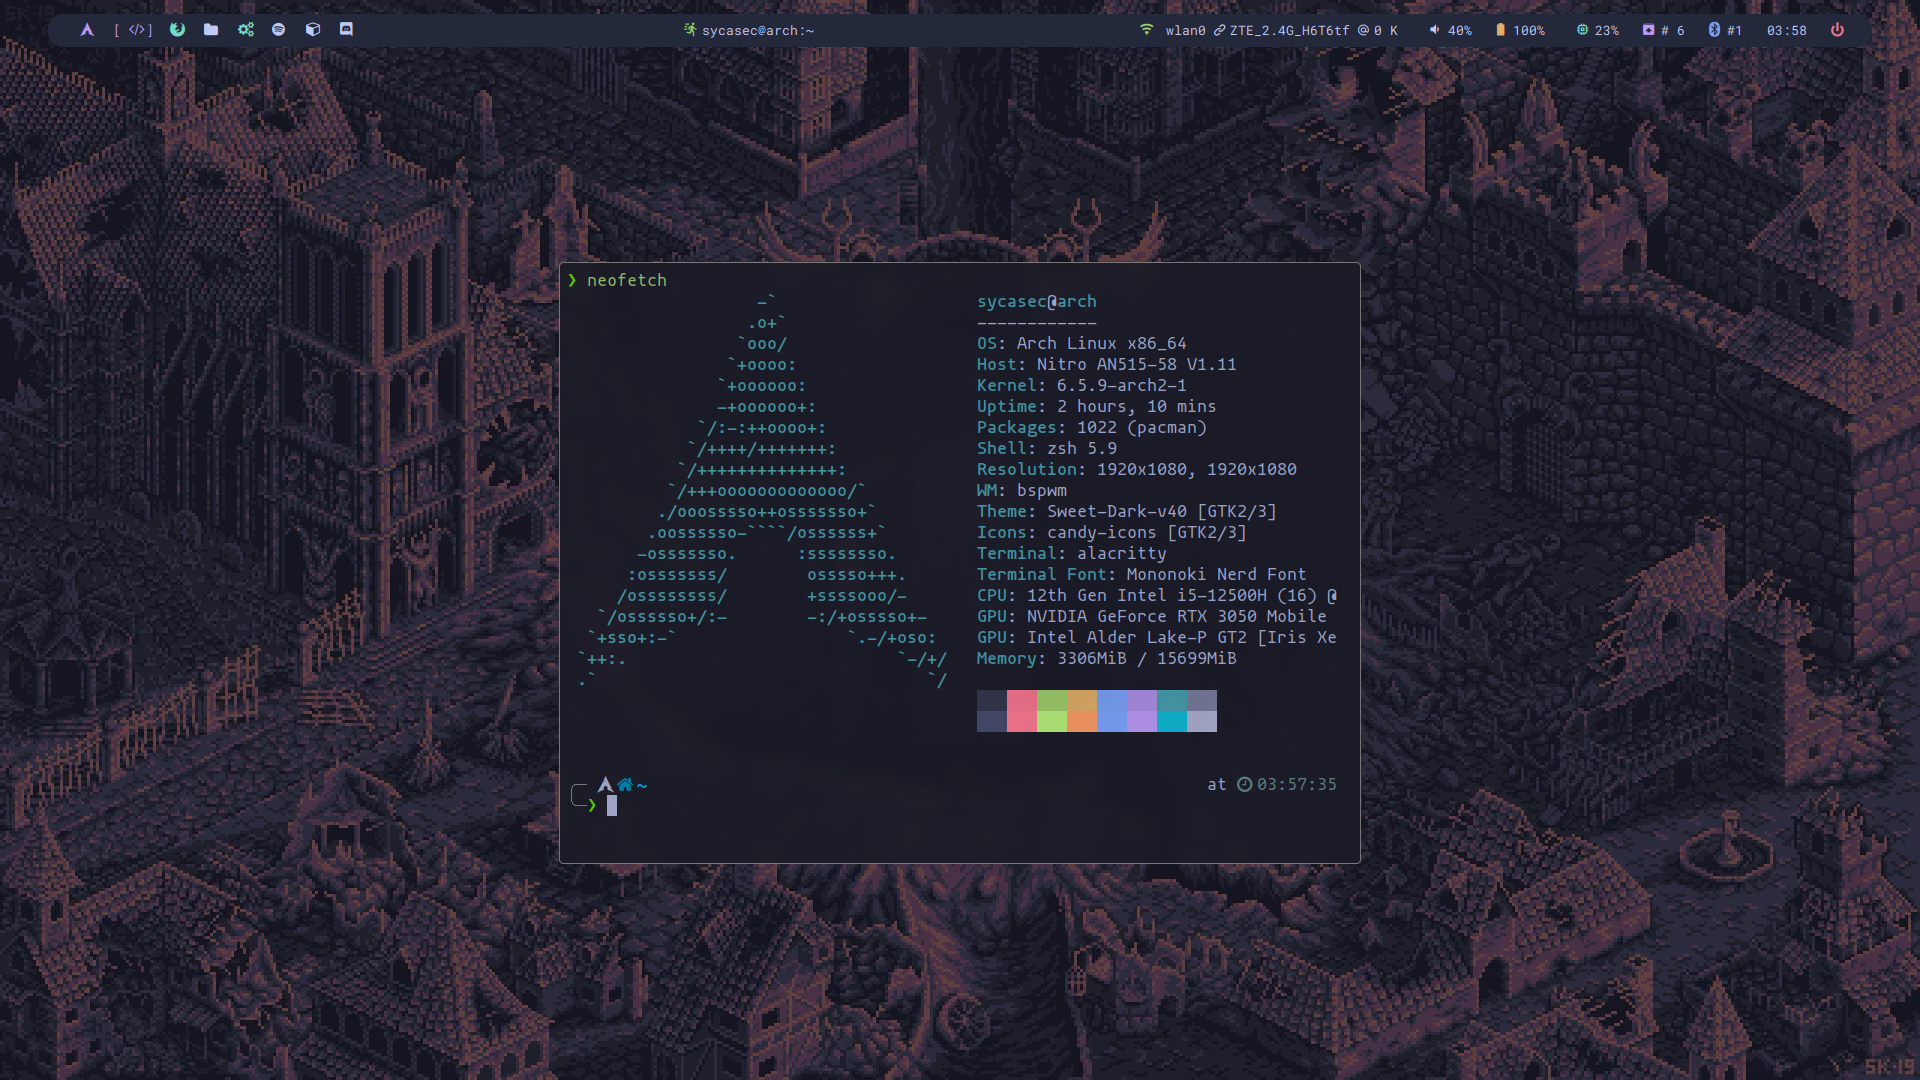 [ </> ]
sycasec@arch:~
wlan0 ZTE_2.4G_H6T6tf @ 0 K 40% 100% 23% # 6 #1 03:58
❯ neofetch
-`
.o+`
`ooo/
`+oooo:
`+oooooo:
-+oooooo+:
`/:-:++oooo+:
`/++++/+++++++:
`/++++++++++++++:
`/+++ooooooooooooo/`
./ooosssso++osssssso+`
.oossssso-````/ossssss+`
-osssssso.      :ssssssso.
:osssssss/        osssso+++.
/ossssssss/        +ssssooo/-
`/ossssso+/:-        -:/+osssso+-
`+sso+:-`                 `.-/+oso:
`++:.                           `-/+/
.`                                 `/
sycasec@arch
------------
OS: Arch Linux x86_64
Host: Nitro AN515-58 V1.11
Kernel: 6.5.9-arch2-1
Uptime: 2 hours, 10 mins
Packages: 1022 (pacman)
Shell: zsh 5.9
Resolution: 1920x1080, 1920x1080
WM: bspwm
Theme: Sweet-Dark-v40 [GTK2/3]
Icons: candy-icons [GTK2/3]
Terminal: alacritty
Terminal Font: Mononoki Nerd Font
CPU: 12th Gen Intel i5-12500H (16) @
GPU: NVIDIA GeForce RTX 3050 Mobile
GPU: Intel Alder Lake-P GT2 [Iris Xe
Memory: 3306MiB / 15699MiB
~ at 03:57:35
❯
SK·19